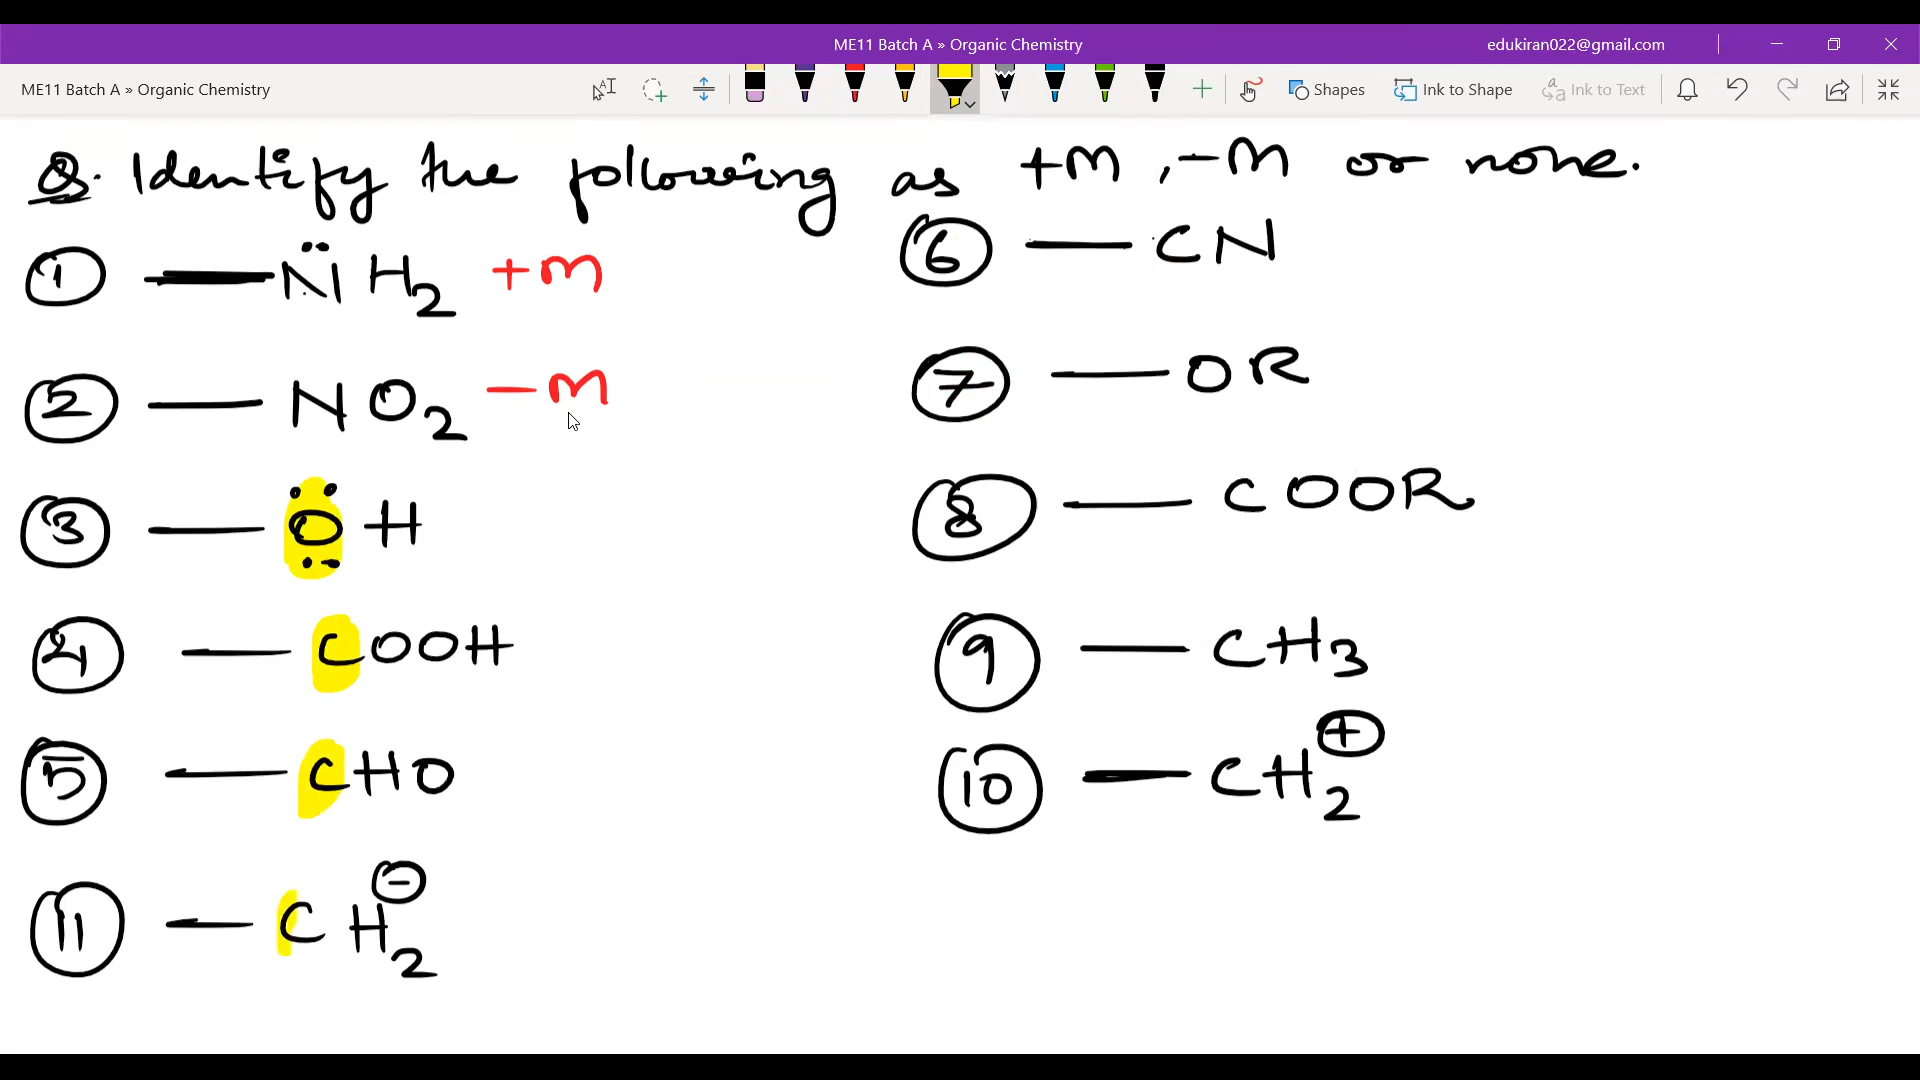 ME11 Batch A » Organic Chemistry
edukiran022@gmail.com
ME11 Batch A » Organic Chemistry
Shapes
Ink to Shape
Ink to Text
Q. Identify the following as +M, -M or none.
① — N̈H₂ +M
② — NO₂ -M
③ — OH
④ — COOH
⑤ — CHO
⑪ — CH₂⊖
⑥ — CN
⑦ — OR
⑧ — COOR
⑨ — CH₃
⑩ — CH₂⊕